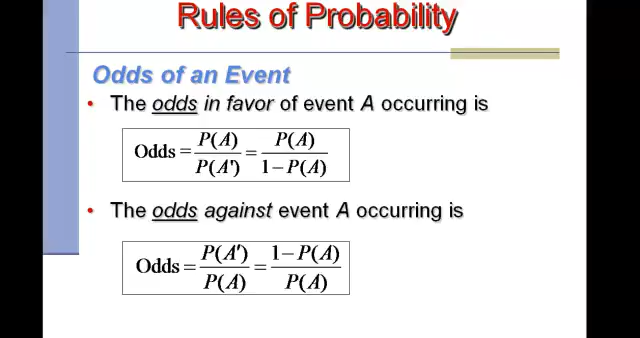 Rules of Probability
Odds of an Event
• The odds in favor of event A occurring is
Odds = P(A) / P(A') = P(A) / 1 − P(A)
• The odds against event A occurring is
Odds = P(A') / P(A) = 1 − P(A) / P(A)